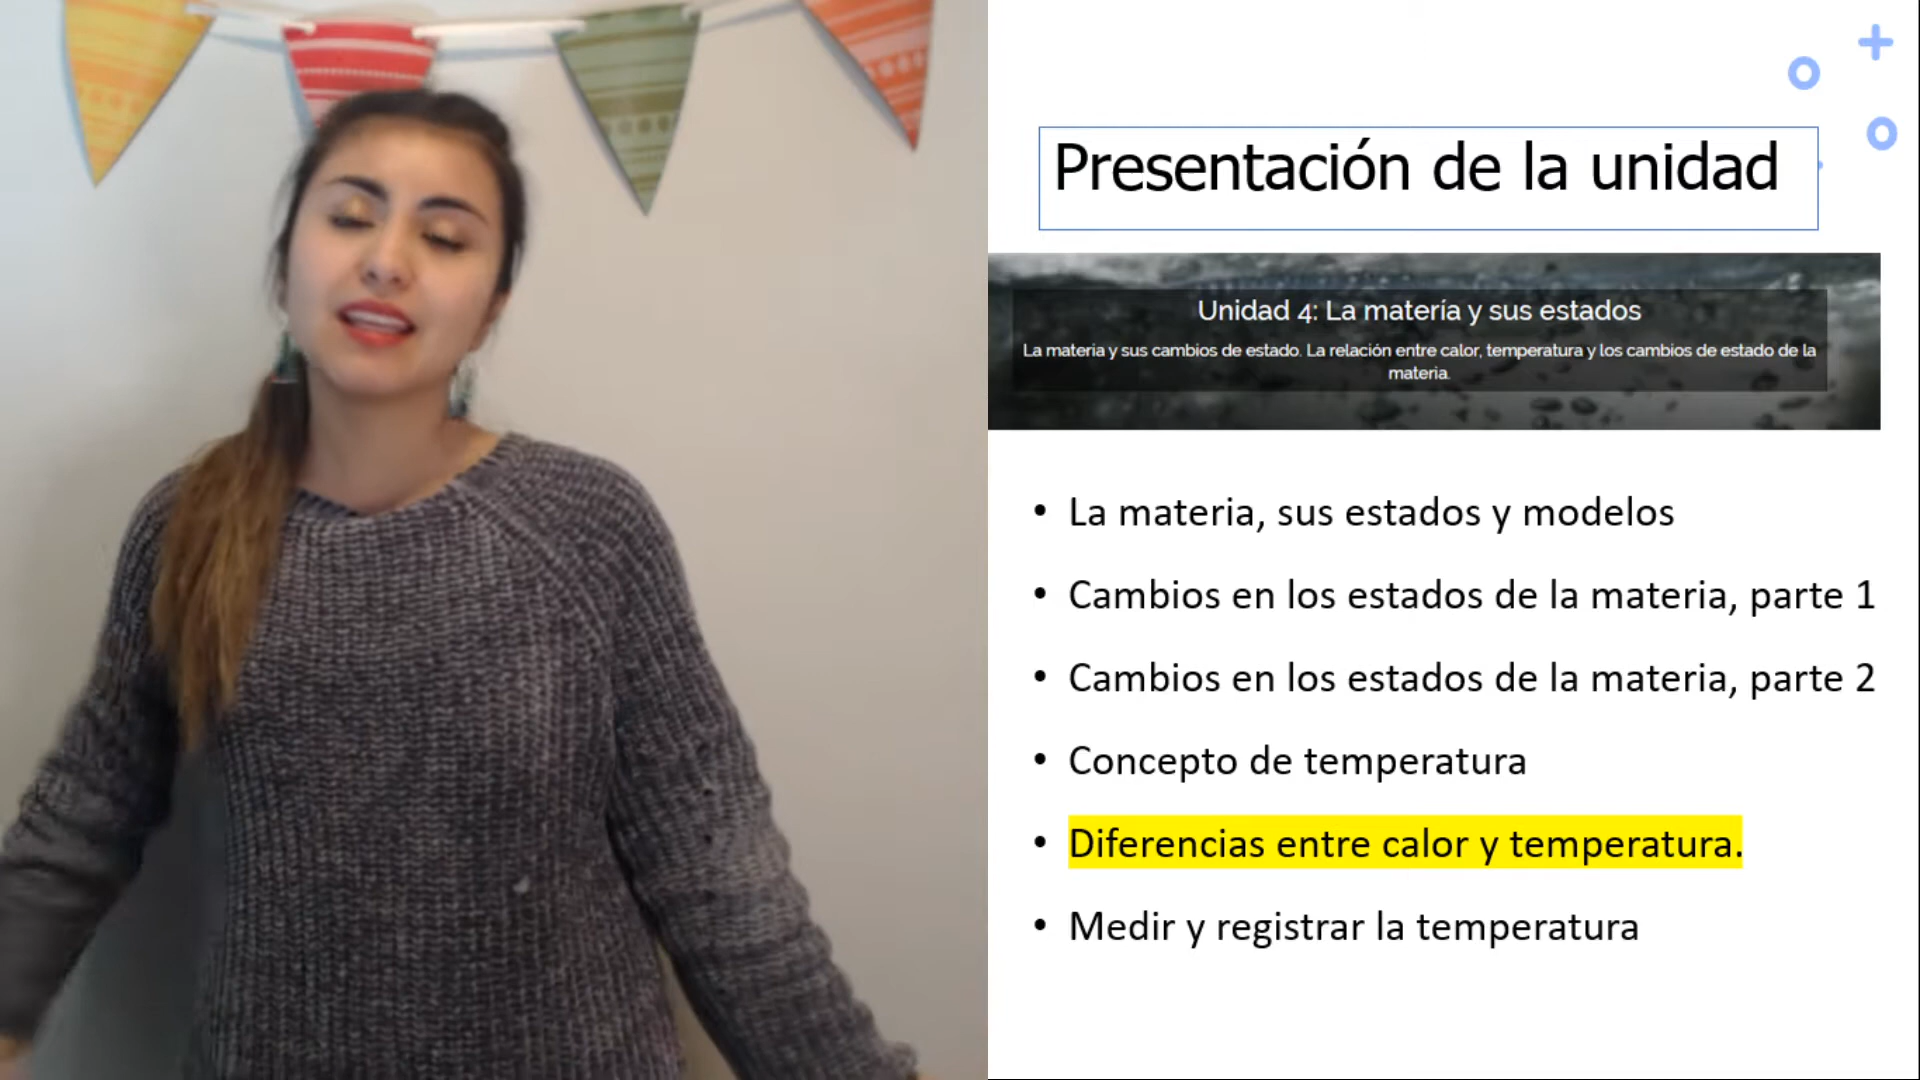 Presentación de la unidad
Unidad 4: La materia y sus estados
La materia y sus cambios de estado. La relación entre calor, temperatura y los cambios de estado de la
materia.
• La materia, sus estados y modelos
• Cambios en los estados de la materia, parte 1
• Cambios en los estados de la materia, parte 2
• Concepto de temperatura
• Diferencias entre calor y temperatura.
• Medir y registrar la temperatura